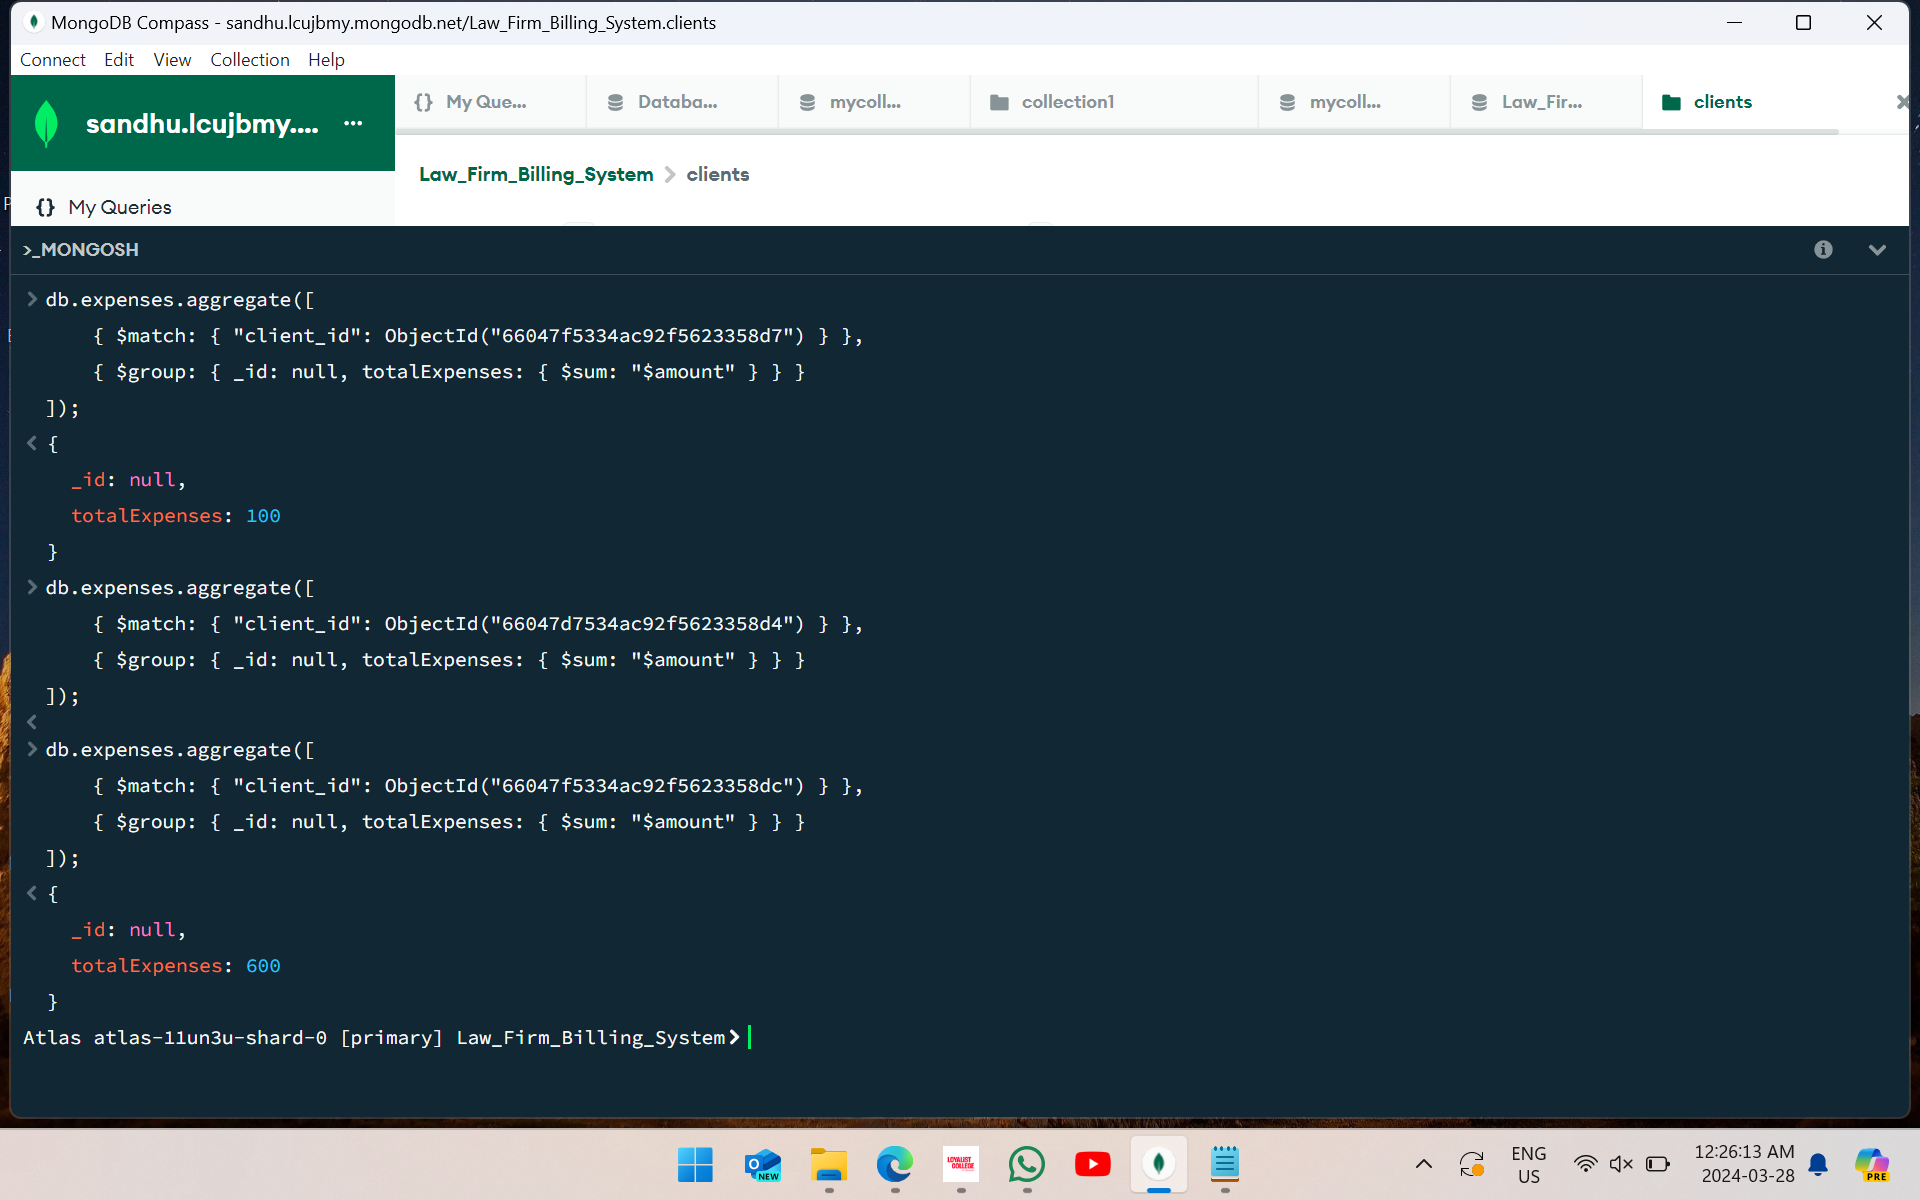 MongoDB Compass - sandhu.lcujbmy.mongodb.net/Law_Firm_Billing_System.clients
Connect Edit View Collection Help
sandhu.lcujbmy....
{} My Que... Databa... mycoll... collection1 mycoll... Law_Fir... clients
Law_Firm_Billing_System > clients
{} My Queries
>_MONGOSH
> db.expenses.aggregate([
{ $match: { "client_id": ObjectId("66047f5334ac92f5623358d7") } },
{ $group: { _id: null, totalExpenses: { $sum: "$amount" } } }
]);
< {
_id: null,
totalExpenses: 100
}
> db.expenses.aggregate([
{ $match: { "client_id": ObjectId("66047d7534ac92f5623358d4") } },
{ $group: { _id: null, totalExpenses: { $sum: "$amount" } } }
]);
<
> db.expenses.aggregate([
{ $match: { "client_id": ObjectId("66047f5334ac92f5623358dc") } },
{ $group: { _id: null, totalExpenses: { $sum: "$amount" } } }
]);
< {
_id: null,
totalExpenses: 600
}
Atlas atlas-11un3u-shard-0 [primary] Law_Firm_Billing_System>
NEW
LOYALIST COLLEGE
ENG
US
12:26:13 AM
2024-03-28
PRE